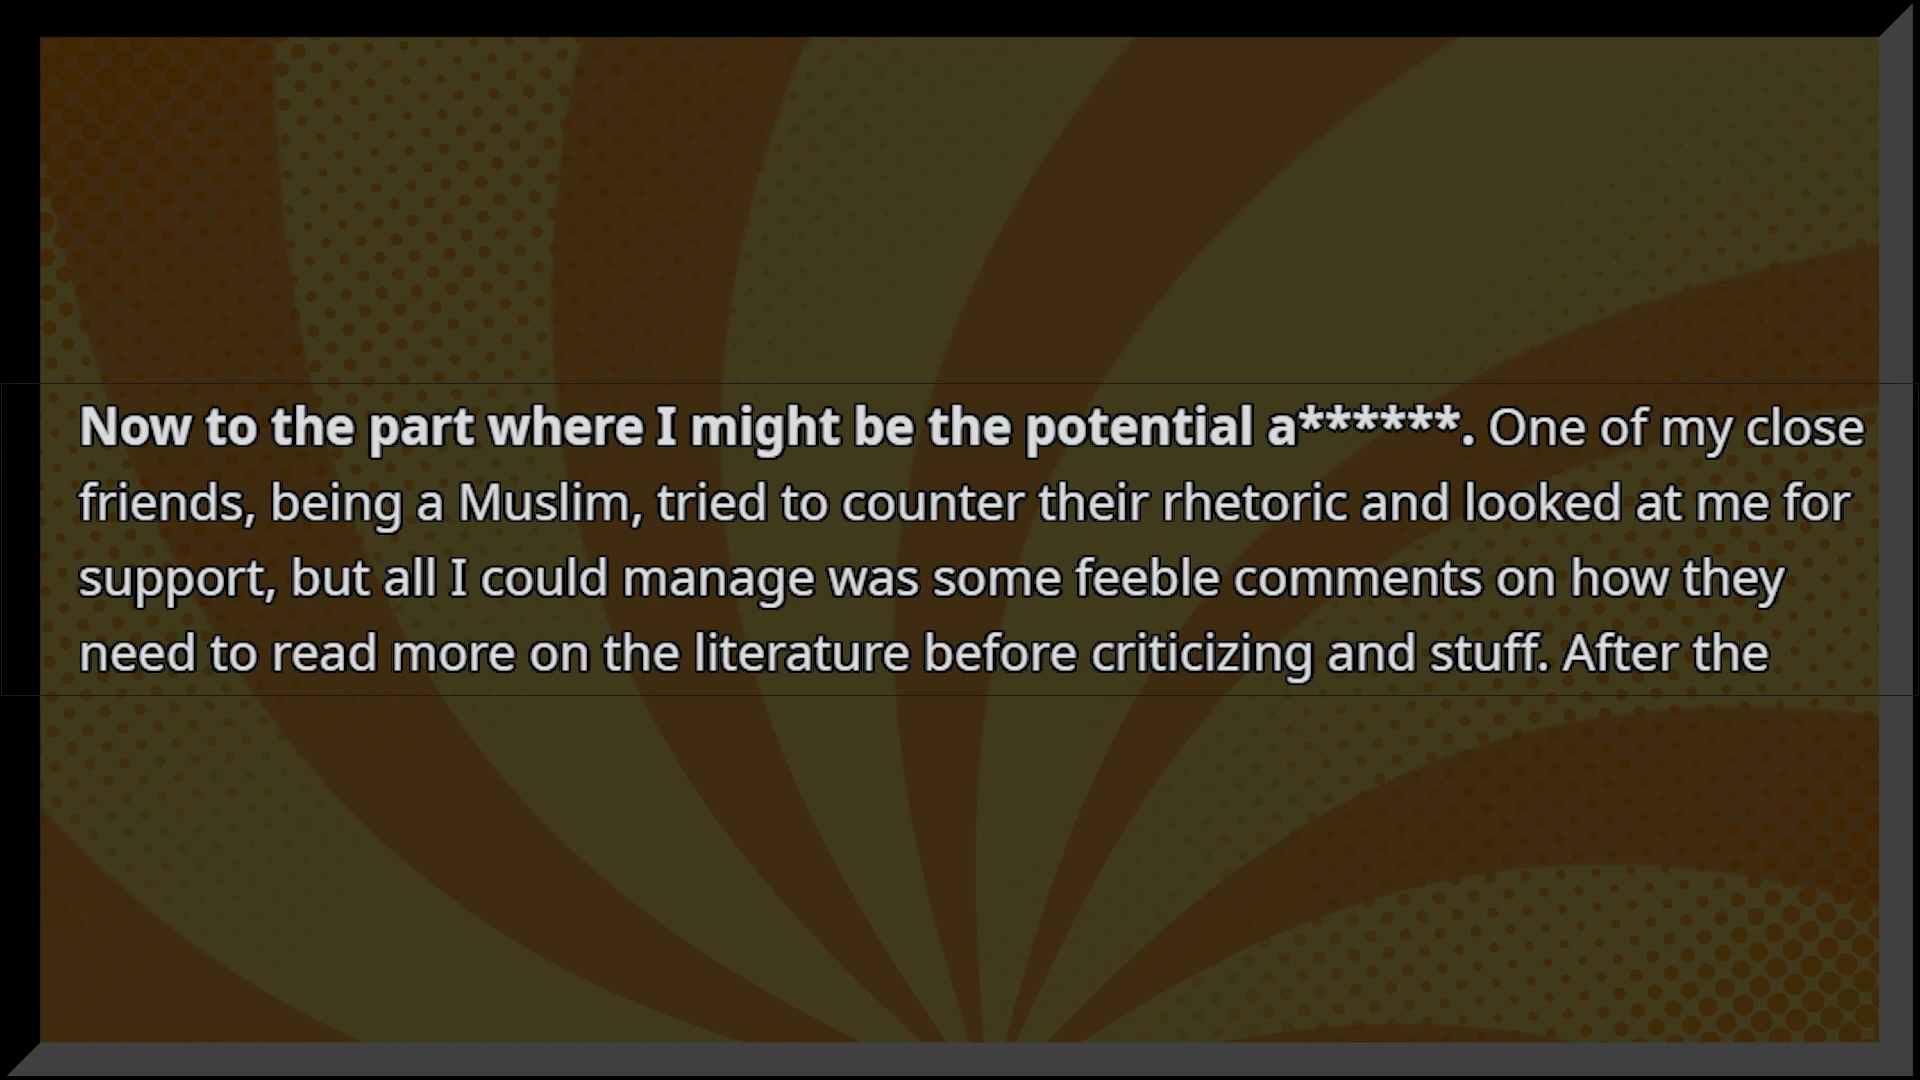 Now to the part where I might be the potential a******. One of my close
friends, being a Muslim, tried to counter their rhetoric and looked at me for
support, but all I could manage was some feeble comments on how they
need to read more on the literature before criticizing and stuff. After the